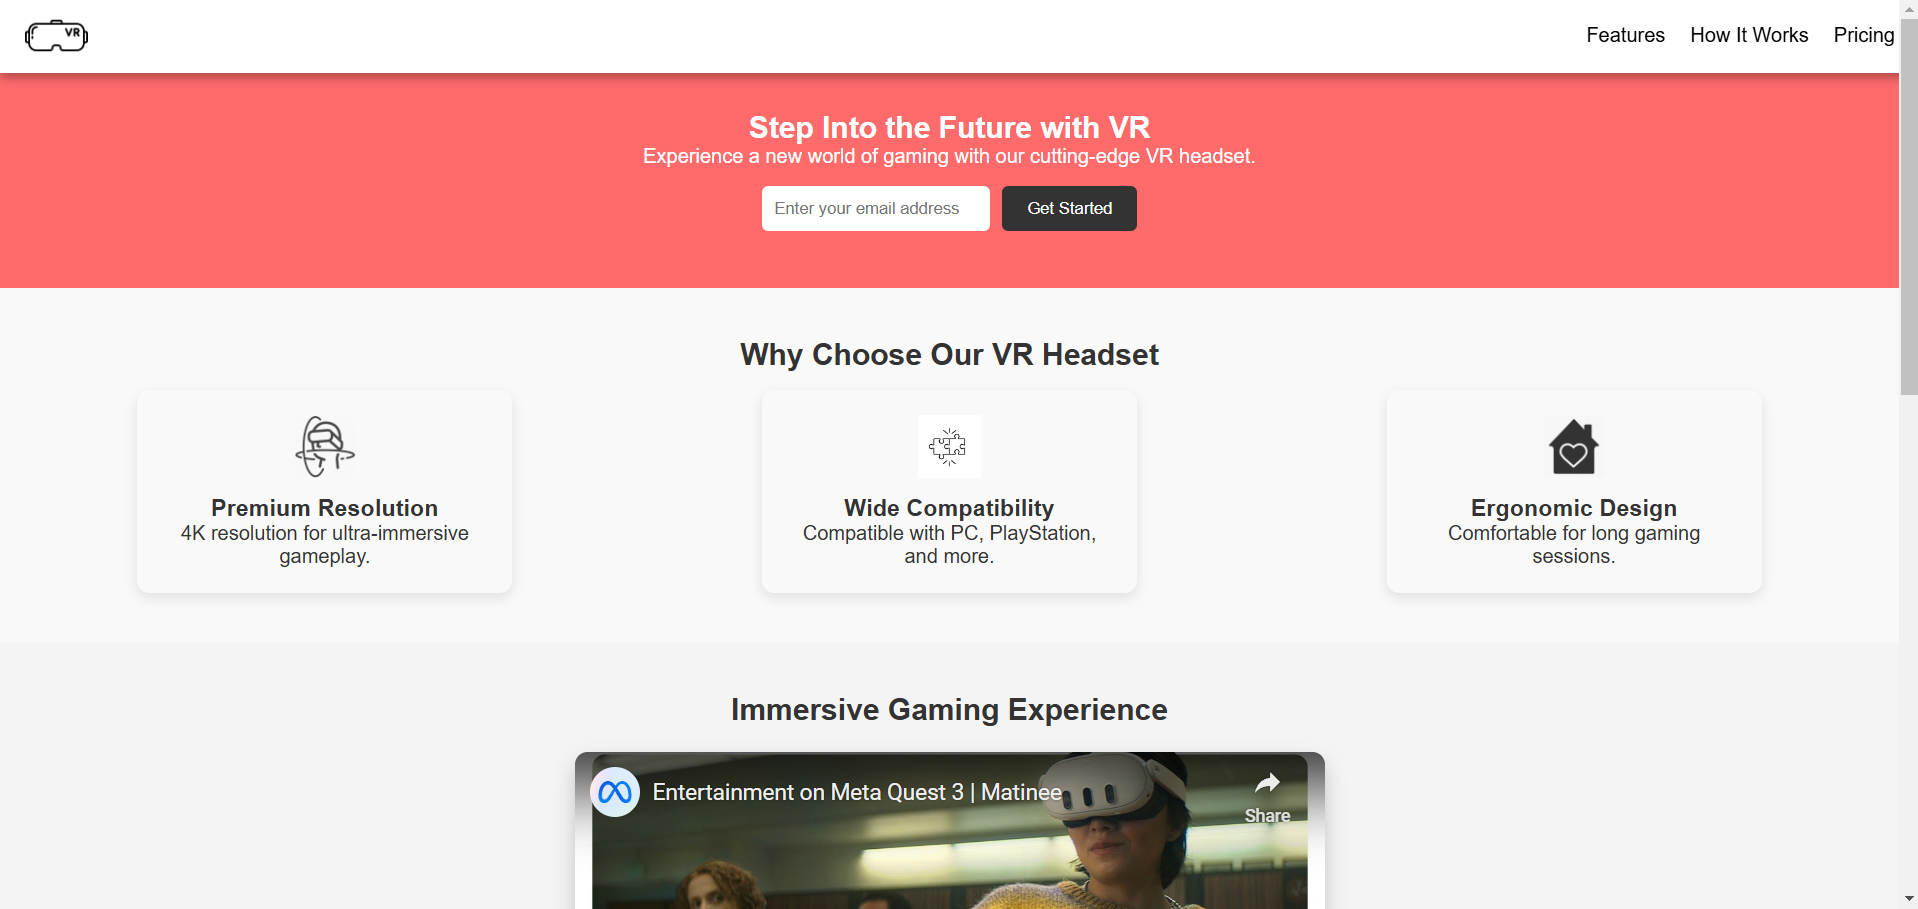 VR
Features How It Works Pricing
Step Into the Future with VR
Experience a new world of gaming with our cutting-edge VR headset.
Enter your email address Get Started
Why Choose Our VR Headset
Premium Resolution
4K resolution for ultra-immersive
gameplay.
Wide Compatibility
Compatible with PC, PlayStation,
and more.
Ergonomic Design
Comfortable for long gaming
sessions.
Immersive Gaming Experience
Entertainment on Meta Quest 3 | Matinee
Share